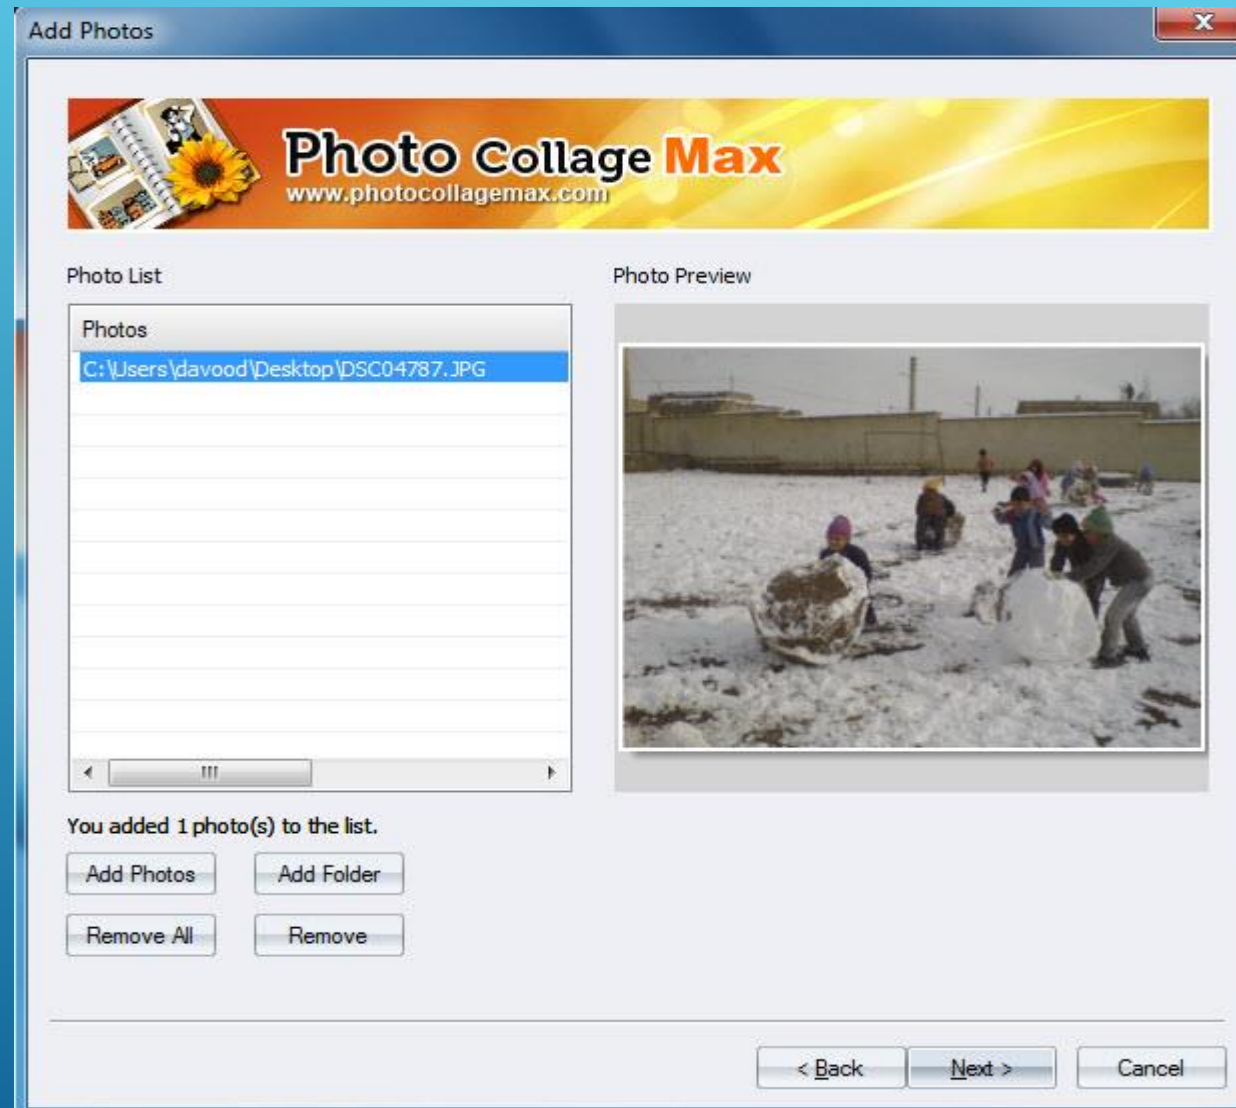 Add Photos
x
Photo Collage Max
www.photocollagemax.com
Photo List
Photo Preview
Photos
C:\Users\davood\Desktop\DSC04787.JPG
You added 1 photo(s) to the list.
Add Photos
Add Folder
Remove All
Remove
< Back
Next >
Cancel